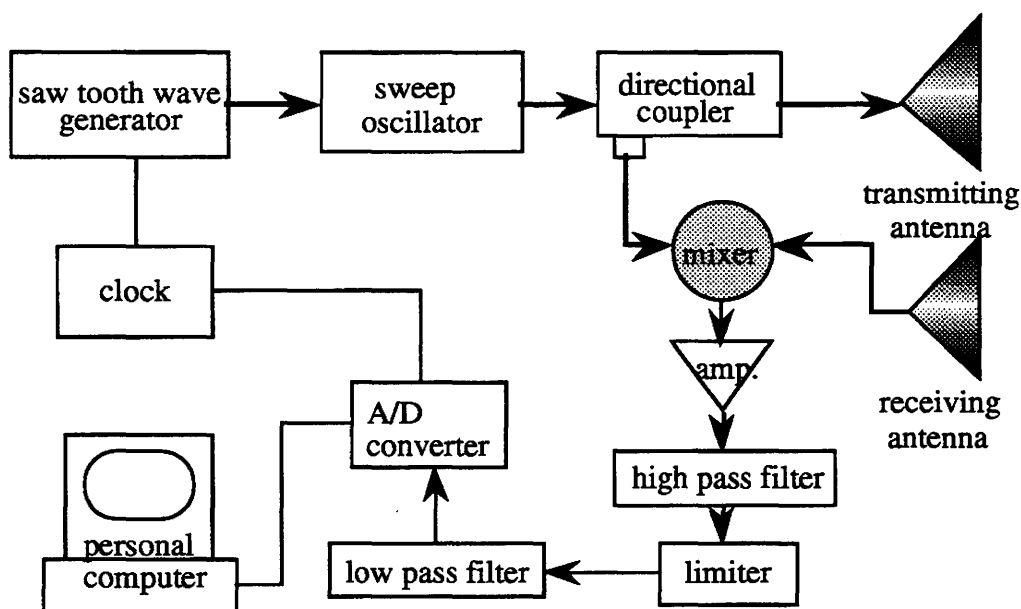 saw tooth wave
generator
sweep
oscillator
directional
coupler
transmitting
antenna
clock
mixer
amp.
receiving
antenna
A/D
converter
high pass filter
personal
computer
low pass filter
limiter